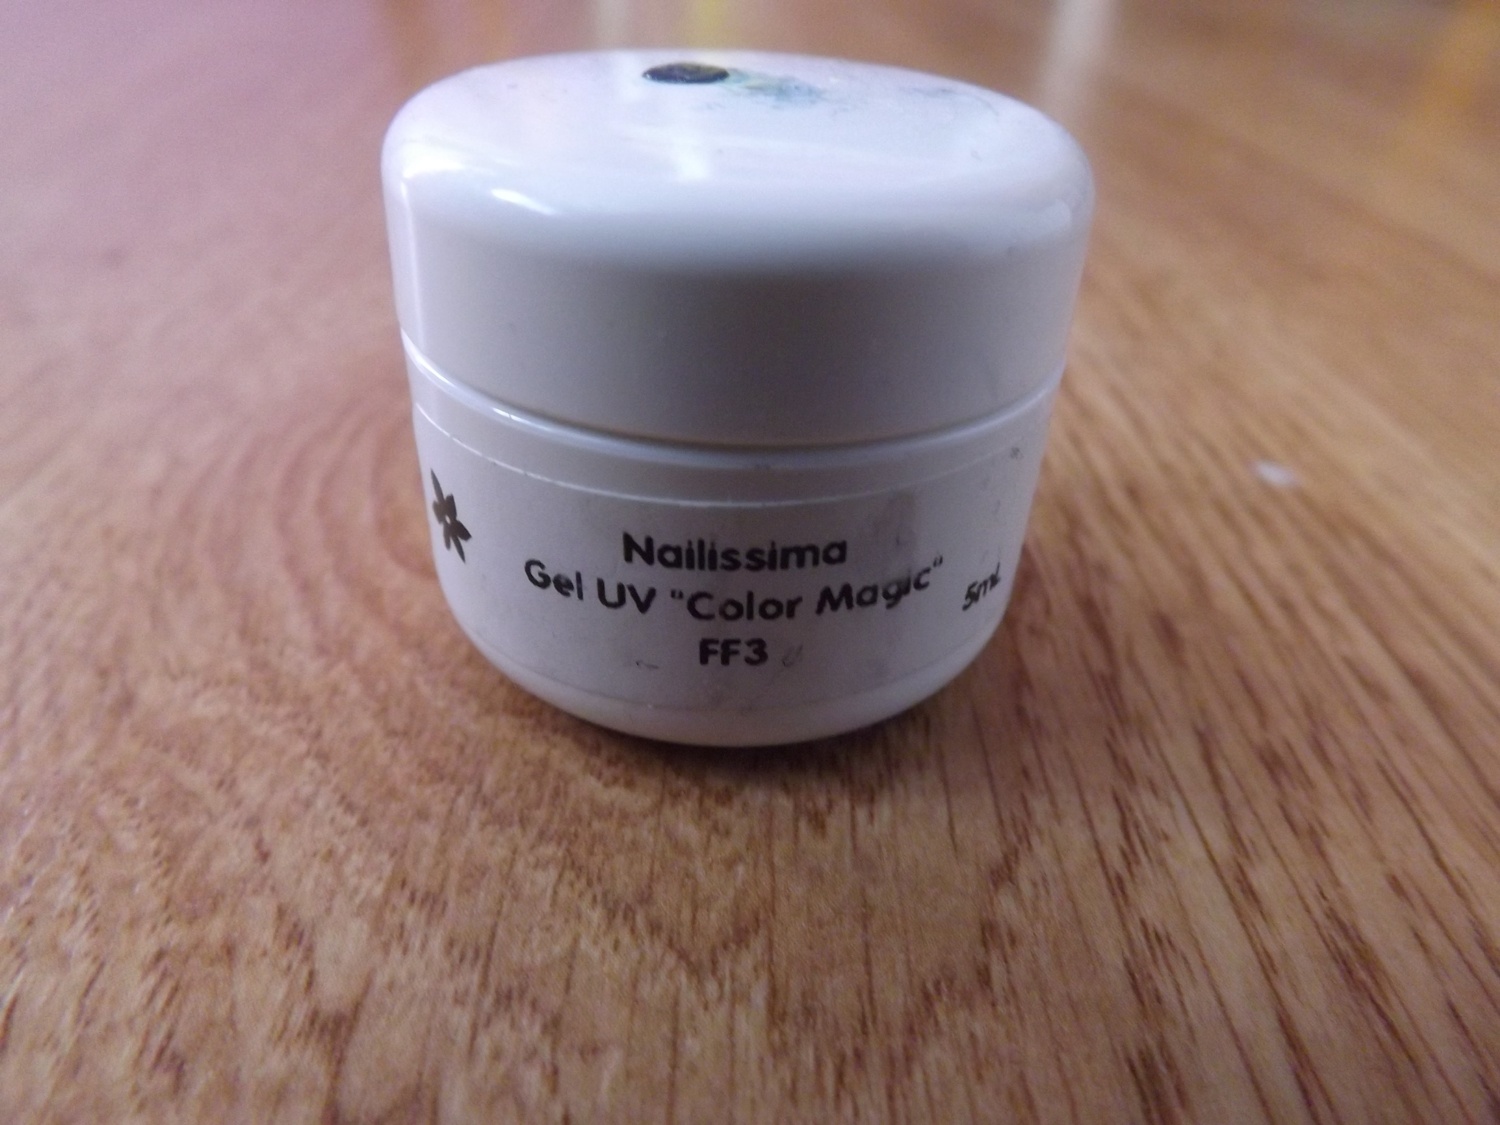 Nailissima
Gel UV "Color Magic"
FF3
5mL